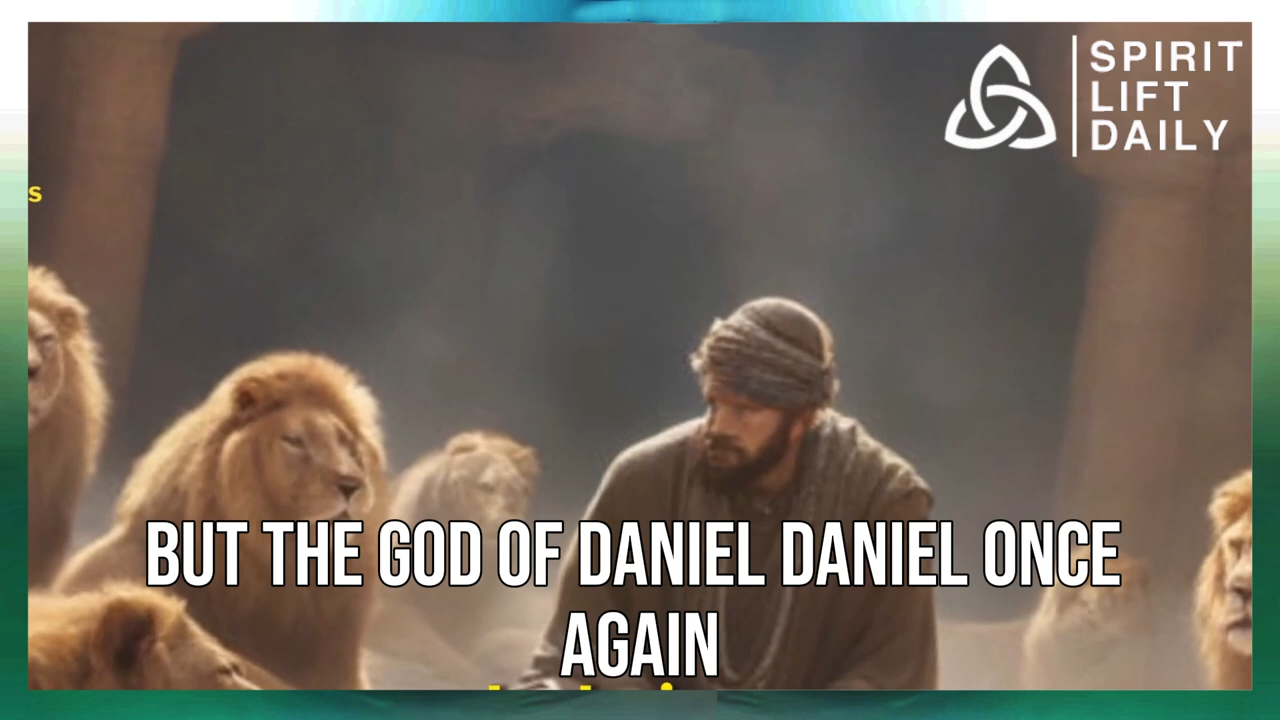 SPIRIT
LIFT
DAILY
s
BUT THE GOD OF DANIEL DANIEL ONCE
AGAIN